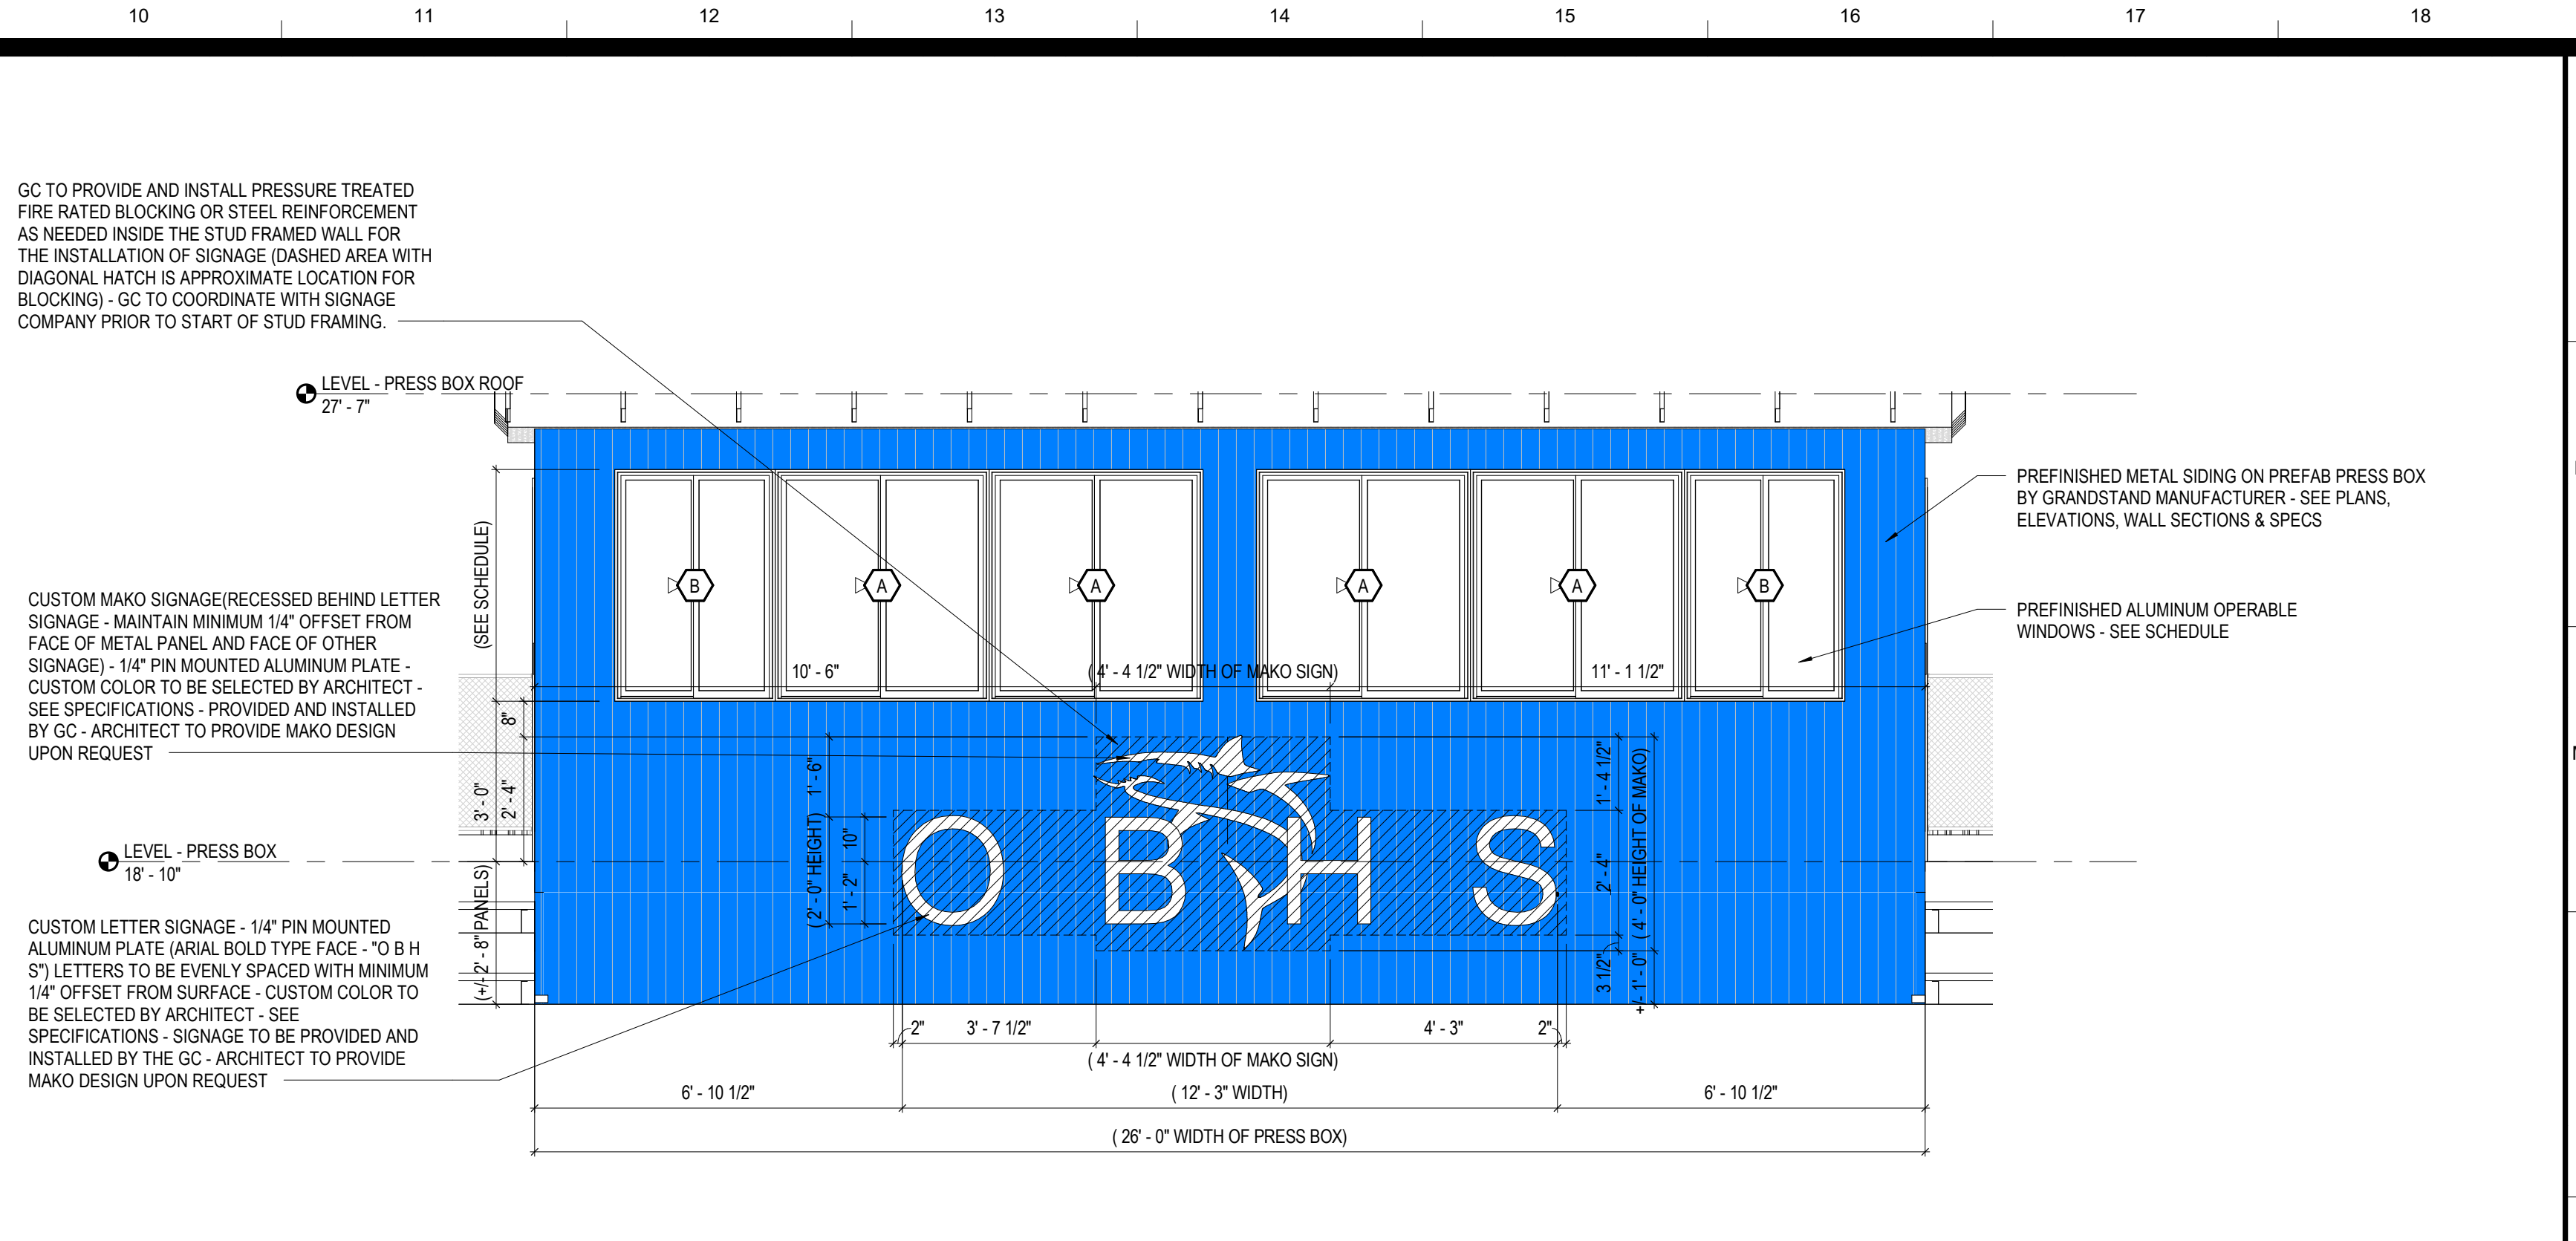 10 11 12 13 14 15 16 17 18
GC TO PROVIDE AND INSTALL PRESSURE TREATED
FIRE RATED BLOCKING OR STEEL REINFORCEMENT
AS NEEDED INSIDE THE STUD FRAMED WALL FOR
THE INSTALLATION OF SIGNAGE (DASHED AREA WITH
DIAGONAL HATCH IS APPROXIMATE LOCATION FOR
BLOCKING) - GC TO COORDINATE WITH SIGNAGE
COMPANY PRIOR TO START OF STUD FRAMING.
LEVEL - PRESS BOX ROOF
27' - 7"
PREFINISHED METAL SIDING ON PREFAB PRESS BOX
BY GRANDSTAND MANUFACTURER - SEE PLANS,
ELEVATIONS, WALL SECTIONS & SPECS
(SEE SCHEDULE)
B A A A A B
CUSTOM MAKO SIGNAGE(RECESSED BEHIND LETTER
SIGNAGE - MAINTAIN MINIMUM 1/4" OFFSET FROM
FACE OF METAL PANEL AND FACE OF OTHER
SIGNAGE) - 1/4" PIN MOUNTED ALUMINUM PLATE -
CUSTOM COLOR TO BE SELECTED BY ARCHITECT -
SEE SPECIFICATIONS - PROVIDED AND INSTALLED
BY GC - ARCHITECT TO PROVIDE MAKO DESIGN
UPON REQUEST
PREFINISHED ALUMINUM OPERABLE
WINDOWS - SEE SCHEDULE
10' - 6"
( 4' - 4 1/2" WIDTH OF MAKO SIGN)
11' - 1 1/2"
8"
3' - 0"
2' - 4"
1' - 6"
(2' - 0" HEIGHT)
10"
1' - 2"
1' - 4 1/2"
2' - 4"
3 1/2"
( 4' - 0" HEIGHT OF MAKO)
+/- 1' - 0"
O B H S
LEVEL - PRESS BOX
18' - 10"
(+/- 2' - 8" PANELS)
CUSTOM LETTER SIGNAGE - 1/4" PIN MOUNTED
ALUMINUM PLATE (ARIAL BOLD TYPE FACE - "O B H
S") LETTERS TO BE EVENLY SPACED WITH MINIMUM
1/4" OFFSET FROM SURFACE - CUSTOM COLOR TO
BE SELECTED BY ARCHITECT - SEE
SPECIFICATIONS - SIGNAGE TO BE PROVIDED AND
INSTALLED BY THE GC - ARCHITECT TO PROVIDE
MAKO DESIGN UPON REQUEST
2" 3' - 7 1/2" 4' - 3" 2"
( 4' - 4 1/2" WIDTH OF MAKO SIGN)
6' - 10 1/2" ( 12' - 3" WIDTH) 6' - 10 1/2"
( 26' - 0" WIDTH OF PRESS BOX)